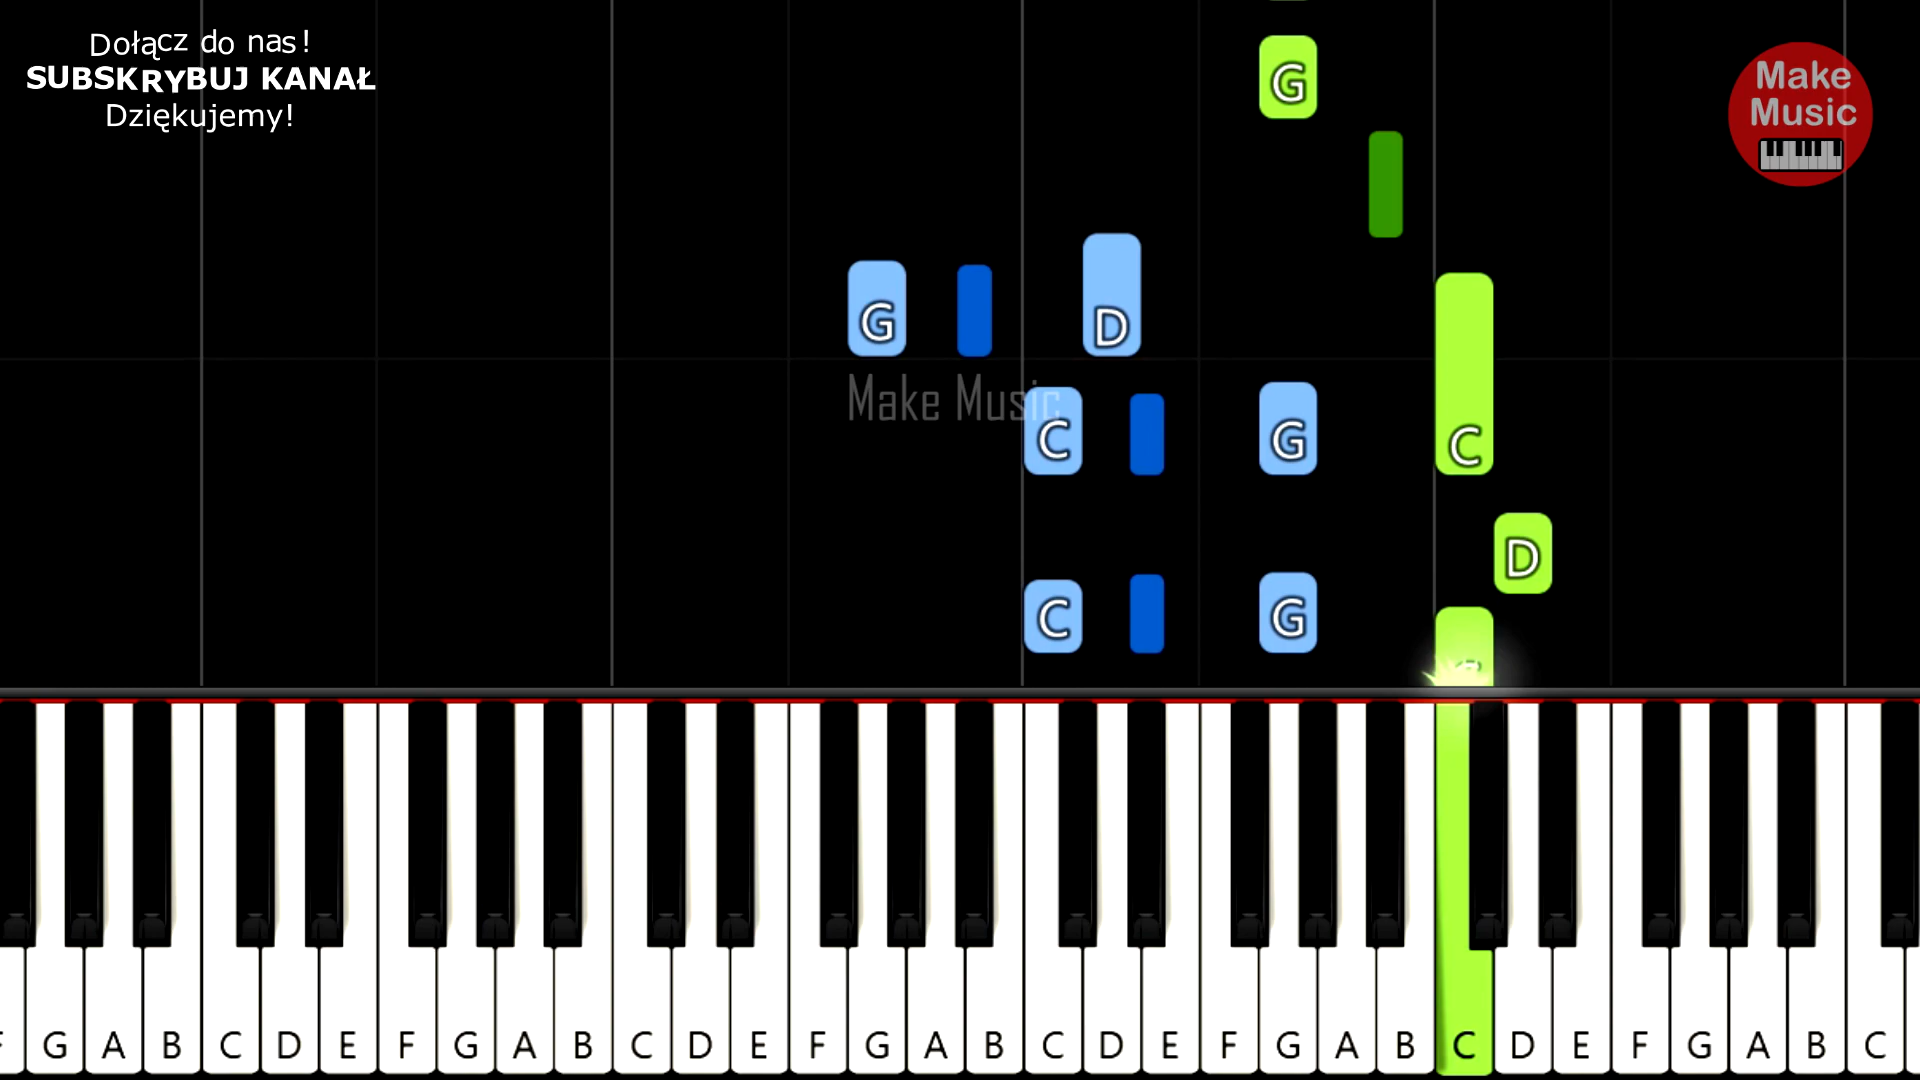 Dołącz do nas!
SUBSKRYBUJ KANAŁ
Dziękujemy!
Make
Music
G
G D
Make Music
C G C
D
C G
G A B C D E F G A B C D E F G A B C D E F G A B C D E F G A B C